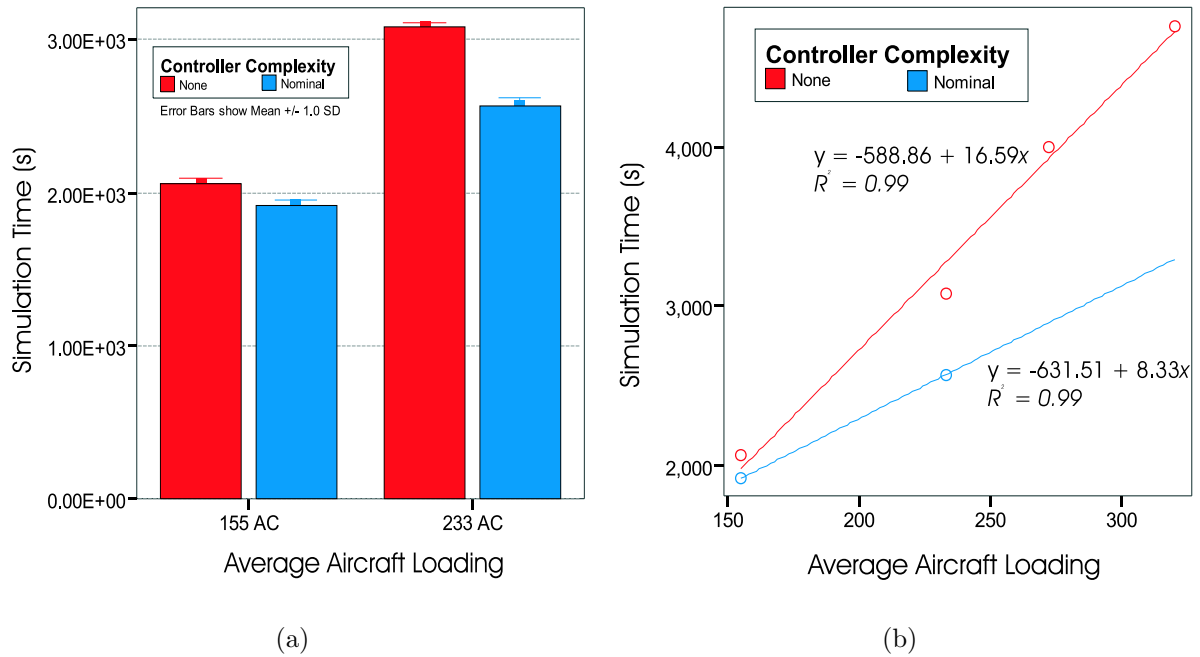 3.00E+03
2.00E+03
1.00E+03
0.00E+00
Simulation Time (s)
Controller Complexity
None Nominal
Error Bars show Mean +/- 1.0 SD
155 AC 233 AC
Average Aircraft Loading
(a)
4,000
3,000
2,000
Simulation Time (s)
Controller Complexity
None Nominal
y = -588.86 + 16.59x
R² = 0.99
y = -631.51 + 8.33x
R² = 0.99
150 200 250 300
Average Aircraft Loading
(b)